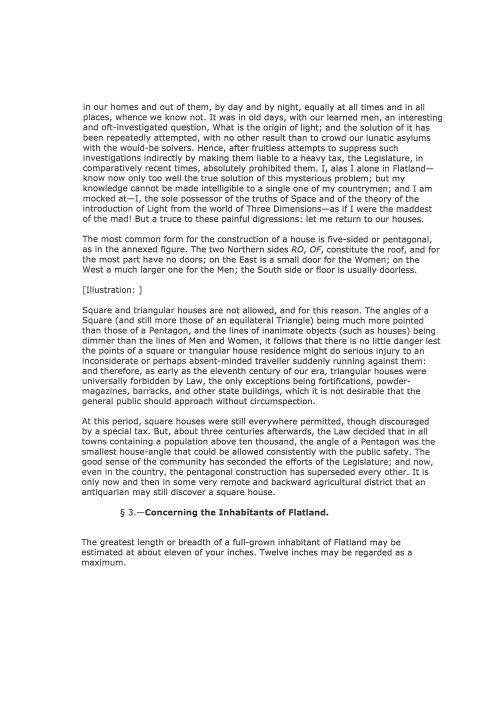 in our homes and out of them, by day and by night, equally at all times and in all
places, whence we know not. It was in old days, with our learned men, an interesting
and oft-investigated question, What is the origin of light; and the solution of it has
been repeatedly attempted, with no other result than to crowd our lunatic asylums
with the would-be solvers. Hence, after fruitless attempts to suppress such
investigations indirectly by making them liable to a heavy tax, the Legislature, in
comparatively recent times, absolutely prohibited them. I, alas I alone in Flatland—
know now only too well the true solution of this mysterious problem; but my
knowledge cannot be made intelligible to a single one of my countrymen; and I am
mocked at—I, the sole possessor of the truths of Space and of the theory of the
introduction of Light from the world of Three Dimensions—as if I were the maddest
of the mad! But a truce to these painful digressions: let me return to our houses.
The most common form for the construction of a house is five-sided or pentagonal,
as in the annexed figure. The two Northern sides RO, OF, constitute the roof, and for
the most part have no doors; on the East is a small door for the Women; on the
West a much larger one for the Men; the South side or floor is usually doorless.
[Illustration: ]
Square and triangular houses are not allowed, and for this reason. The angles of a
Square (and still more those of an equilateral Triangle) being much more pointed
than those of a Pentagon, and the lines of inanimate objects (such as houses) being
dimmer than the lines of Men and Women, it follows that there is no little danger lest
the points of a square or triangular house residence might do serious injury to an
inconsiderate or perhaps absent-minded traveller suddenly running against them:
and therefore, as early as the eleventh century of our era, triangular houses were
universally forbidden by Law, the only exceptions being fortifications, powder-
magazines, barracks, and other state buildings, which it is not desirable that the
general public should approach without circumspection.
At this period, square houses were still everywhere permitted, though discouraged
by a special tax. But, about three centuries afterwards, the Law decided that in all
towns containing a population above ten thousand, the angle of a Pentagon was the
smallest house-angle that could be allowed consistently with the public safety. The
good sense of the community has seconded the efforts of the Legislature; and now,
even in the country, the pentagonal construction has superseded every other. It is
only now and then in some very remote and backward agricultural district that an
antiquarian may still discover a square house.
§ 3.—Concerning the Inhabitants of Flatland.
The greatest length or breadth of a full-grown inhabitant of Flatland may be
estimated at about eleven of your inches. Twelve inches may be regarded as a
maximum.